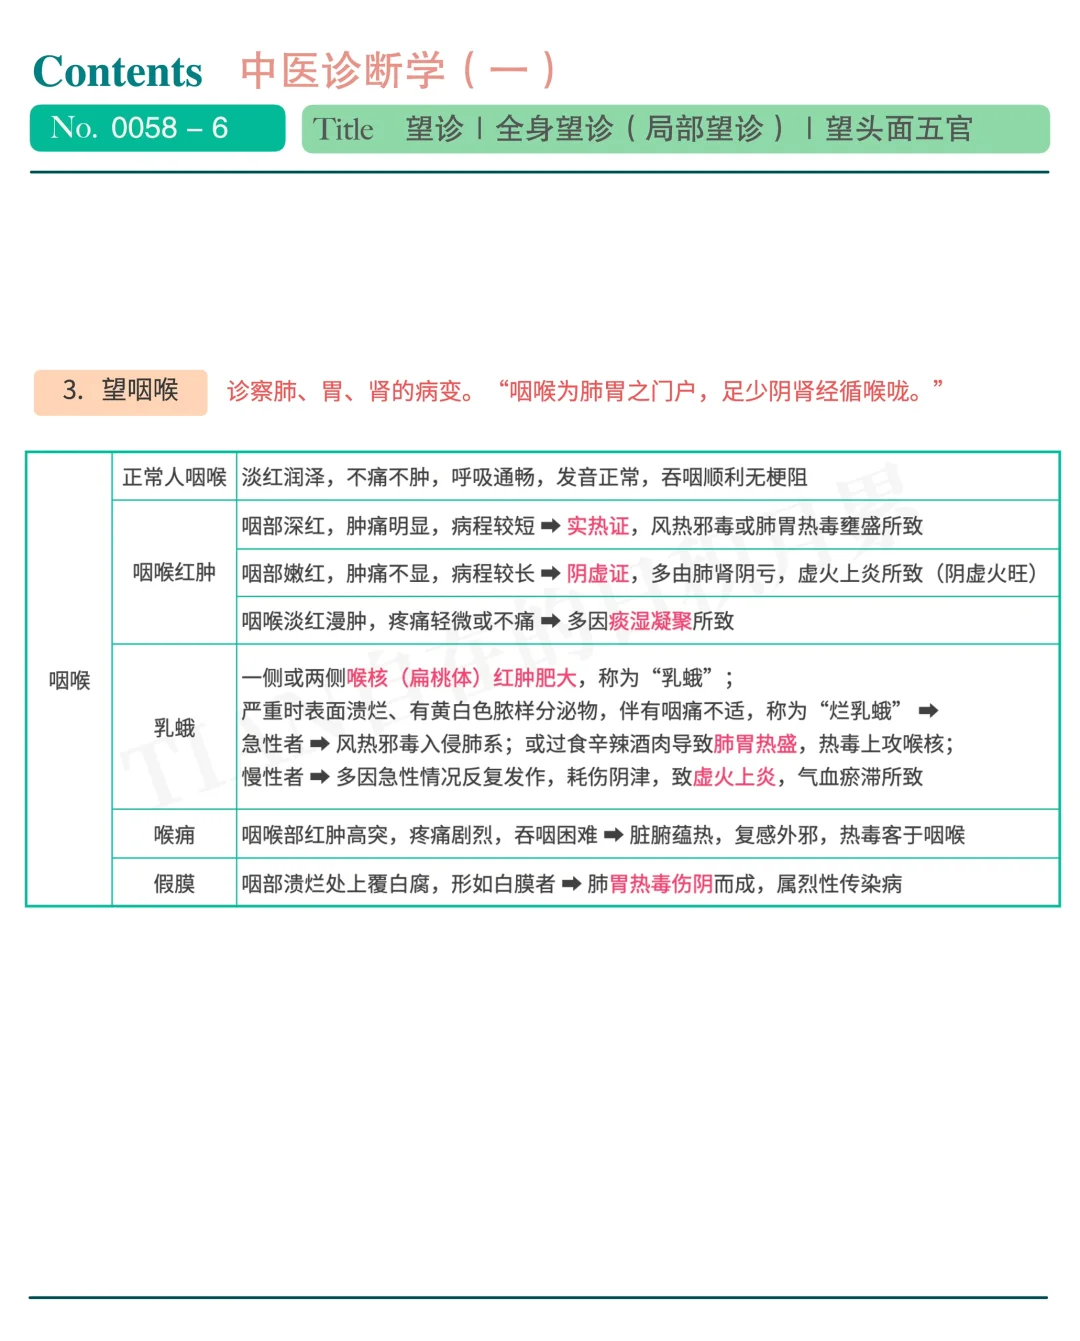 Contents 中医诊断学（一）
No. 0058 – 6
Title 望诊 | 全身望诊（局部望诊） | 望头面五官
3. 望咽喉
诊察肺、胃、肾的病变。“咽喉为肺胃之门户，足少阴肾经循喉咙。”
咽喉
正常人咽喉
淡红润泽，不痛不肿，呼吸通畅，发音正常，吞咽顺利无梗阻
咽喉红肿
咽部深红，肿痛明显，病程较短 ➡ 实热证，风热邪毒或肺胃热毒壅盛所致
咽部嫩红，肿痛不显，病程较长 ➡ 阴虚证，多由肺肾阴亏，虚火上炎所致（阴虚火旺）
咽喉淡红漫肿，疼痛轻微或不痛 ➡ 多因痰湿凝聚所致
乳蛾
一侧或两侧喉核（扁桃体）红肿肥大，称为“乳蛾”；
严重时表面溃烂、有黄白色脓样分泌物，伴有咽痛不适，称为“烂乳蛾” ➡
急性者 ➡ 风热邪毒入侵肺系；或过食辛辣酒肉导致肺胃热盛，热毒上攻喉核；
慢性者 ➡ 多因急性情况反复发作，耗伤阴津，致虚火上炎，气血瘀滞所致
喉痈
咽喉部红肿高突，疼痛剧烈，吞咽困难 ➡ 脏腑蕴热，复感外邪，热毒客于咽喉
假膜
咽部溃烂处上覆白腐，形如白膜者 ➡ 肺胃热毒伤阴而成，属烈性传染病
TIAN自在的日积月累